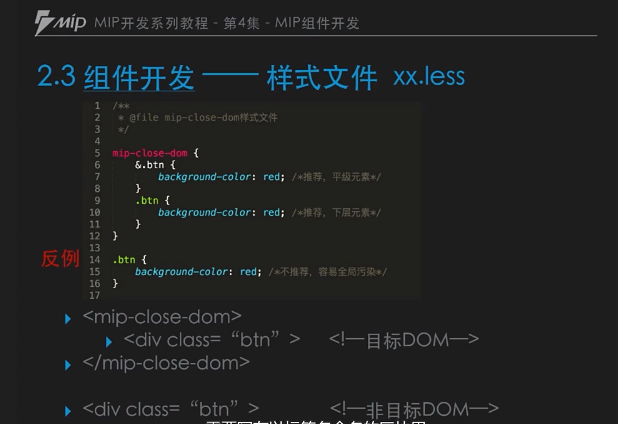 mip MIP开发系列教程 - 第4集 - MIP组件开发
2.3 组件开发 —— 样式文件 xx.less
1 /**
2 * @file mip-close-dom样式文件
3 */
4
5 mip-close-dom {
6 &.btn {
7 background-color: red; /*推荐，平级元素*/
8 }
9 .btn {
10 background-color: red; /*推荐，下层元素*/
11 }
12 }
13
反例 14 .btn {
15 background-color: red; /*不推荐，容易全局污染*/
16 }
17
<mip-close-dom>
<div class=“btn”> <!—目标DOM—>
</mip-close-dom>
<div class=“btn”> <!—非目标DOM—>